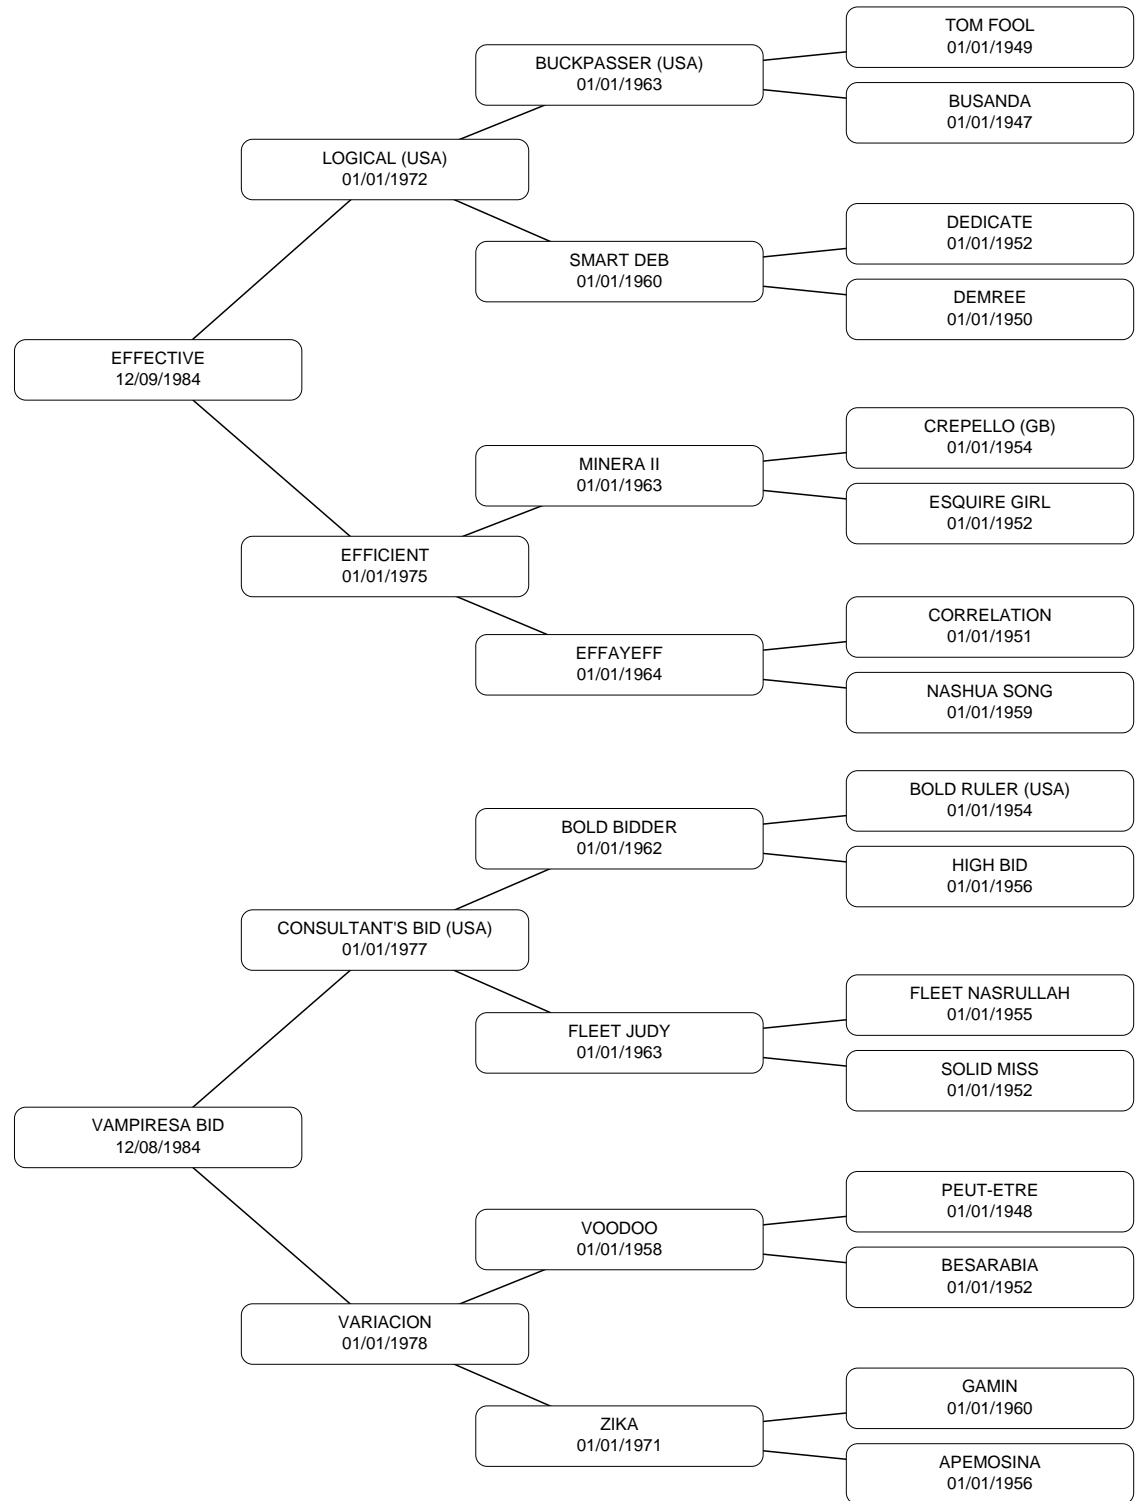 TOM FOOL
01/01/1949
BUCKPASSER (USA)
01/01/1963
BUSANDA
01/01/1947
LOGICAL (USA)
01/01/1972
DEDICATE
01/01/1952
SMART DEB
01/01/1960
DEMREE
01/01/1950
EFFECTIVE
12/09/1984
CREPELLO (GB)
01/01/1954
MINERA II
01/01/1963
ESQUIRE GIRL
01/01/1952
EFFICIENT
01/01/1975
CORRELATION
01/01/1951
EFFAYEFF
01/01/1964
NASHUA SONG
01/01/1959
BOLD RULER (USA)
01/01/1954
BOLD BIDDER
01/01/1962
HIGH BID
01/01/1956
CONSULTANT'S BID (USA)
01/01/1977
FLEET NASRULLAH
01/01/1955
FLEET JUDY
01/01/1963
SOLID MISS
01/01/1952
VAMPIRESA BID
12/08/1984
PEUT-ETRE
01/01/1948
VOODOO
01/01/1958
BESARABIA
01/01/1952
VARIACION
01/01/1978
GAMIN
01/01/1960
ZIKA
01/01/1971
APEMOSINA
01/01/1956